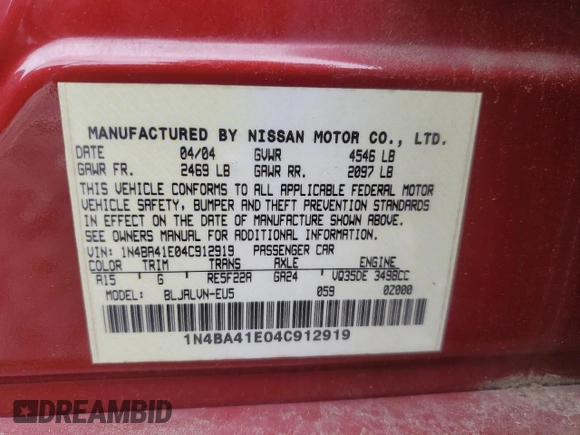 MANUFACTURED BY NISSAN MOTOR CO., LTD.
DATE 04/04 GVWR 4546 LB
GAWR FR. 2469 LB GAWR RR. 2097 LB
THIS VEHICLE CONFORMS TO ALL APPLICABLE FEDERAL MOTOR
VEHICLE SAFETY, BUMPER AND THEFT PREVENTION STANDARDS
IN EFFECT ON THE DATE OF MANUFACTURE SHOWN ABOVE.
SEE OWNERS MANUAL FOR ADDITIONAL INFORMATION.
VIN: 1N4BA41E04C912919 PASSENGER CAR
COLOR TRIM TRANS AXLE ENGINE
A15 G RE5F22A GA24 VQ35DE 3498CC
MODEL: BLJALVN-EU5 059 0Z000
1N4BA41E04C912919
DREAMBID